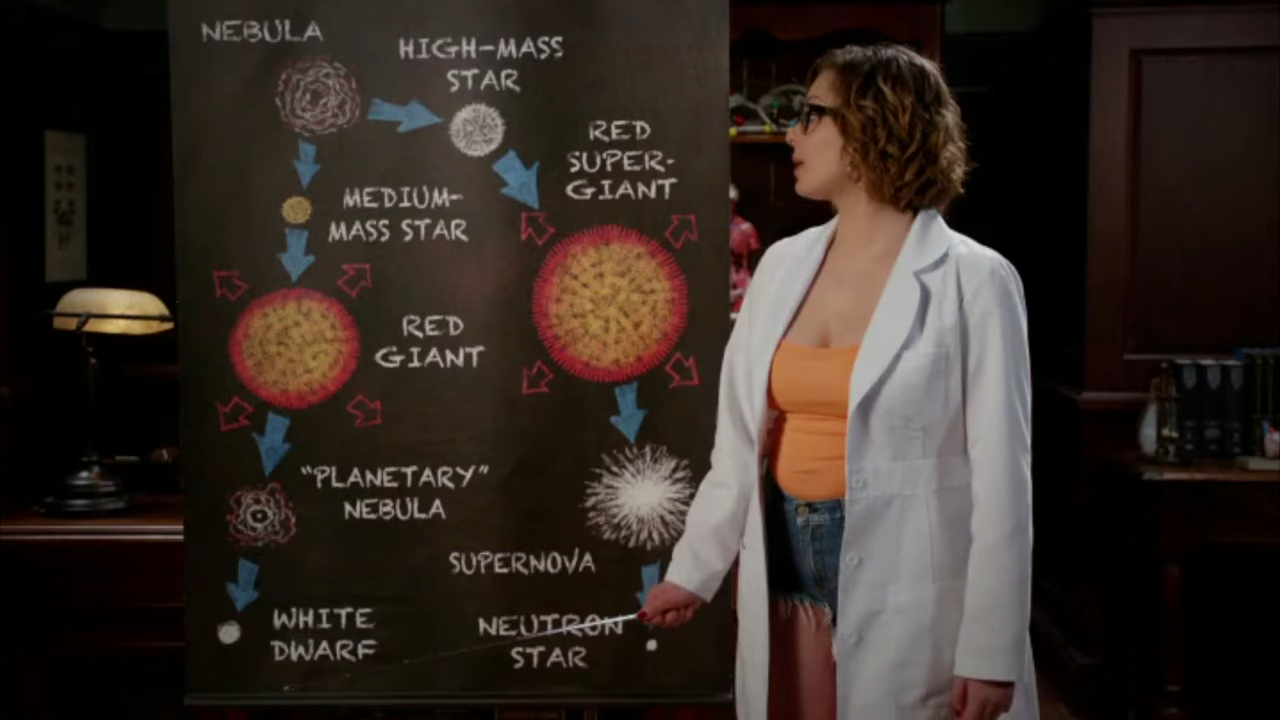 NEBULA
HIGH-MASS
STAR
RED
SUPER-
GIANT
MEDIUM-
MASS STAR
RED
GIANT
"PLANETARY"
NEBULA
SUPERNOVA
WHITE
DWARF
NEUTRON
STAR